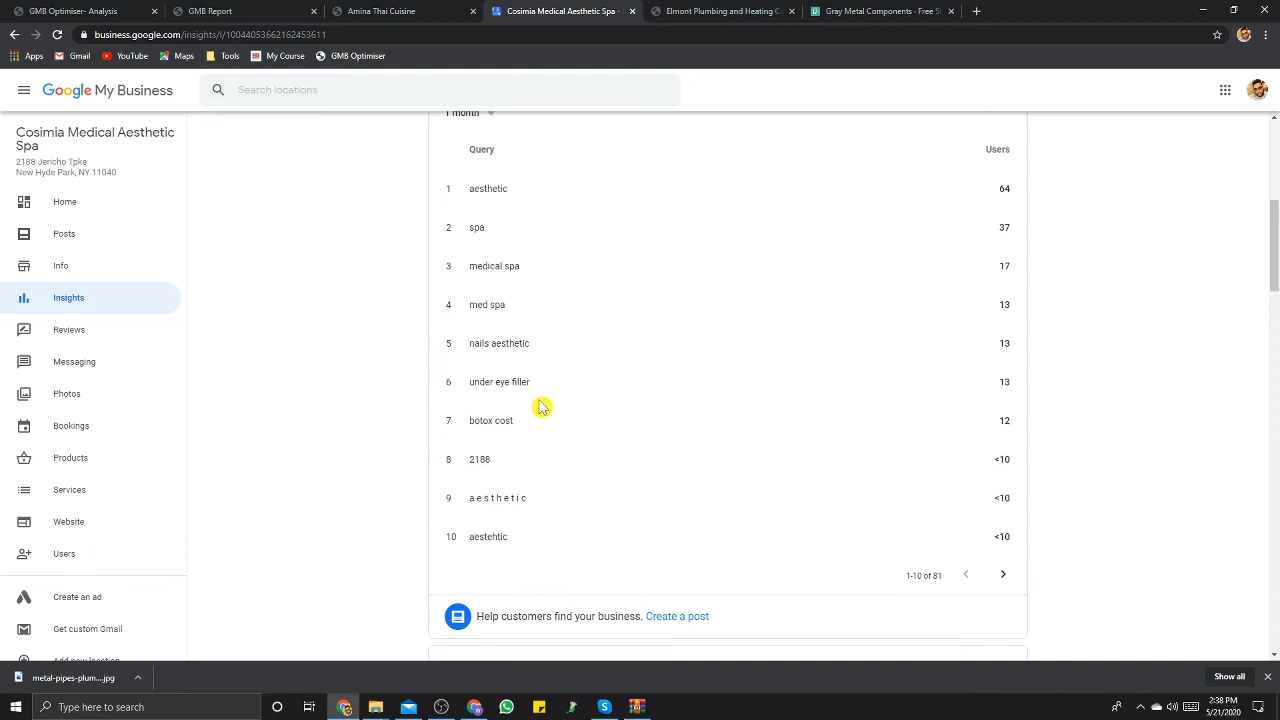 GMB Optimiser - Analysis
GMB Report
Amina Thai Cuisine
Cosimia Medical Aesthetic Spa -
Elmont Plumbing and Heating Co
Gray Metal Components · Free St
business.google.com/insights/l/10044053662162453611
Apps
Gmail
YouTube
Maps
Tools
My Course
GMB Optimiser
Google My Business
Search locations
Cosimia Medical Aesthetic
Spa
2188 Jericho Tpke
New Hyde Park, NY 11040
Home
Posts
Info
Insights
Reviews
Messaging
Photos
Bookings
Products
Services
Website
Users
Create an ad
Get custom Gmail
Add new location
1 month
Query Users
1 aesthetic 64
2 spa 37
3 medical spa 17
4 med spa 13
5 nails aesthetic 13
6 under eye filler 13
7 botox cost 12
8 2188 <10
9 a e s t h e t i c <10
10 aestehtic <10
1-10 of 81
Help customers find your business. Create a post
metal-pipes-plum....jpg
Show all
Type here to search
2:38 PM
5/21/2020